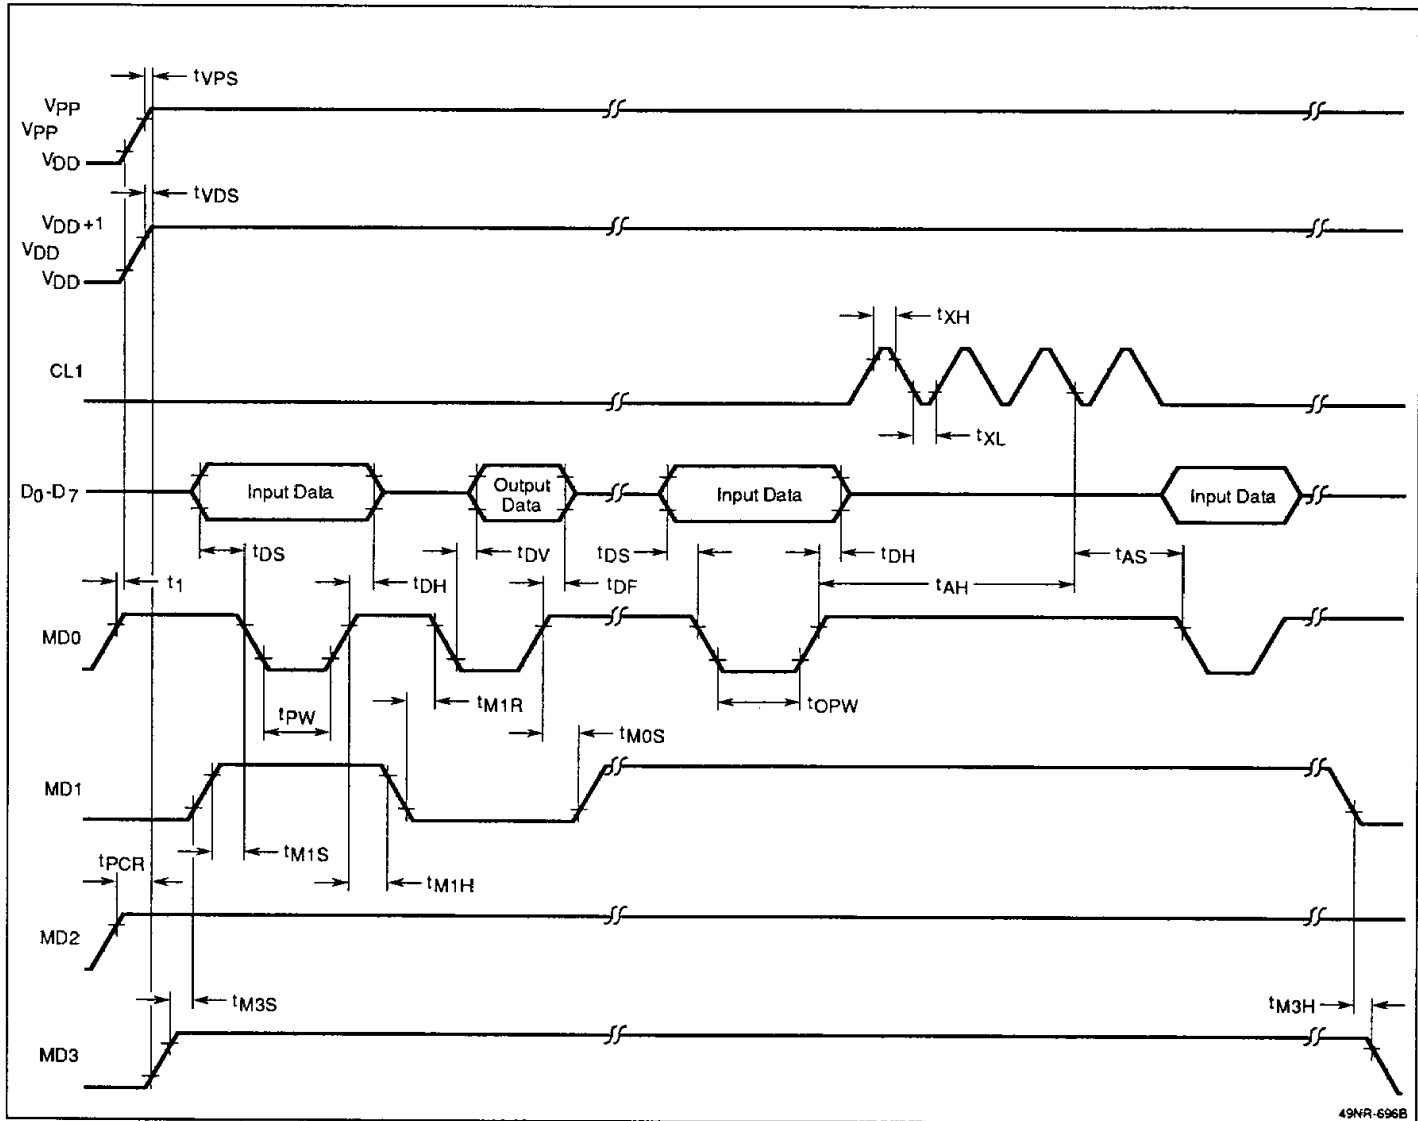 tVPS
VPP
VPP
VDD
tVDS
VDD+1
VDD
VDD
tXH
CL1
tXL
D0-D7
Input Data
Output
Data
Input Data
Input Data
tDS
tDV
tDS
tDH
tAS
t1
tDH
tDF
tAH
MD0
tM1R
tPW
tOPW
tM0S
MD1
tPCR
tM1S
tM1H
MD2
tM3S
tM3H
MD3
49NR-696B